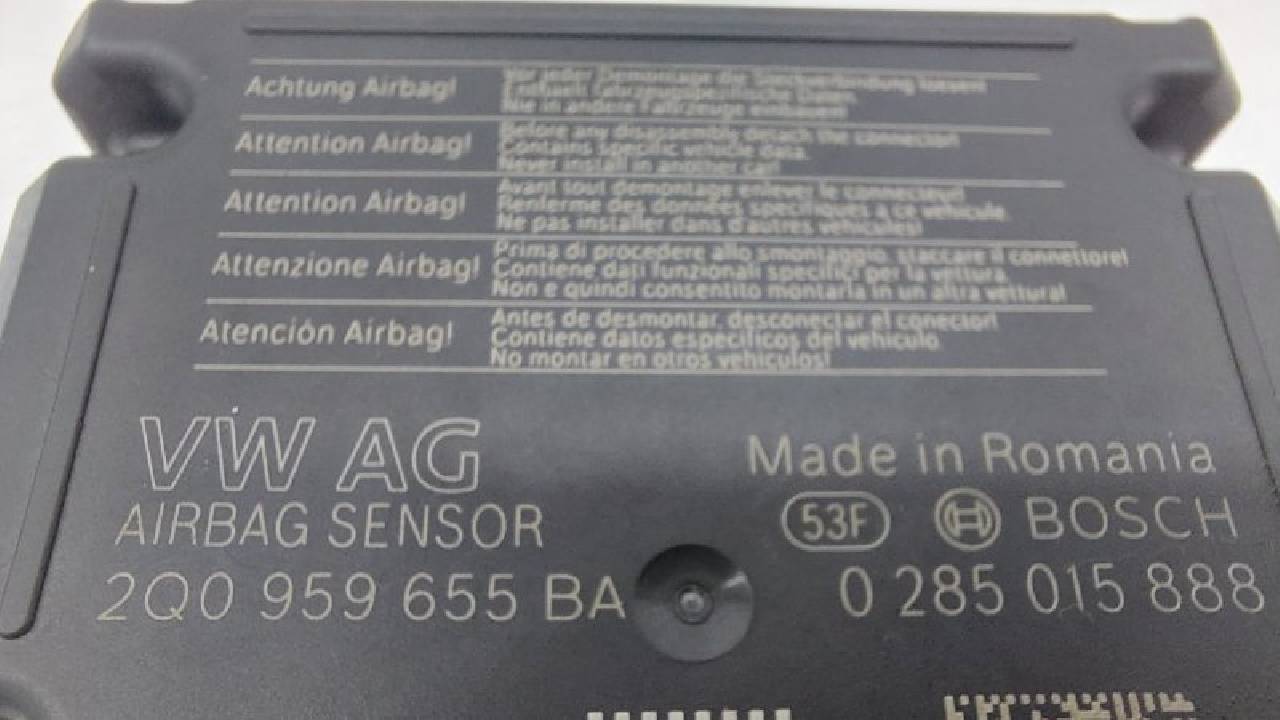 Achtung Airbag!
Vor jeder Demontage die Steckverbindung loesen!
Enthaelt fahrzeugspezifische Daten.
Nie in andere Fahrzeuge einbauen!
Attention Airbag!
Before any disassembly detach the connector!
Contains specific vehicle data.
Never install in another car!
Attention Airbag!
Avant tout demontage enlever le connecteur!
Renferme des données specifiques a ce vehicule.
Ne pas installer dans d'autres vehicules!
Attenzione Airbag!
Prima di procedere allo smontaggio, staccare il connettore!
Contiene dati funzionali specifici per la vettura.
Non e quindi consentito montarla in un altra vettura!
Atención Airbag!
Antes de desmontar, desconectar el conector!
Contiene datos especificos del vehiculo.
No montar en otros vehiculos!
VW AG
Made in Romania
AIRBAG SENSOR
53F BOSCH
2Q0 959 655 BA
0 285 015 888